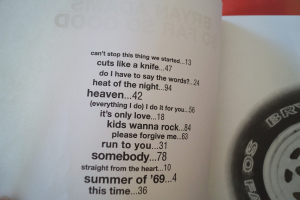 can't stop this thing we started...13
cuts like a knife...47
do I have to say the words?...24
heat of the night...94
heaven...42
(everything I do) I do it for you...56
it's only love...18
kids wanna rock...84
please forgive me...63
run to you...31
somebody...78
straight from the heart...10
summer of '69...4
this time...36
SO
BR